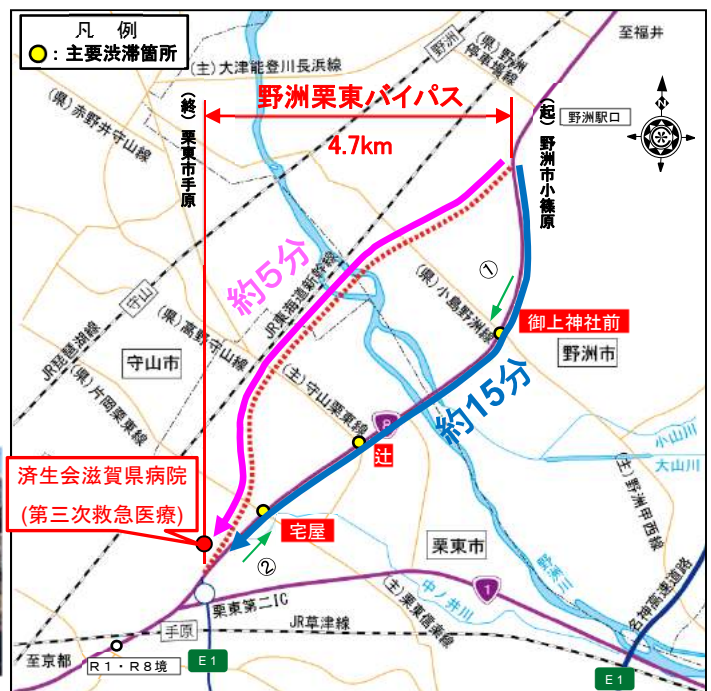 凡 例
：主要渋滞箇所
至福井
野洲
(県)野洲
停車場線
(主)大津能登川長浜線
(県)赤野井守山線
野洲栗東バイパス
4.7km
(終) 栗東市手原
(起) 野洲市小篠原
野洲駅口
N
約5分
①
(県)小島野洲線
御上神社前
野洲市
守山
JR琵琶湖線
(県)高野守山線
JR東海道新幹線
守山市
(県)片岡栗東線
(主)守山栗東線
8
約15分
辻
小山川
大山川
済生会滋賀県病院
(第三次救急医療)
宅屋
②
栗東市
(主)野洲甲西線
野洲川
中ノ井川
1
名神高速道路
栗東第二IC
(主)栗東信楽線
手原
JR草津線
至京都
R1・R8境
E1
E1